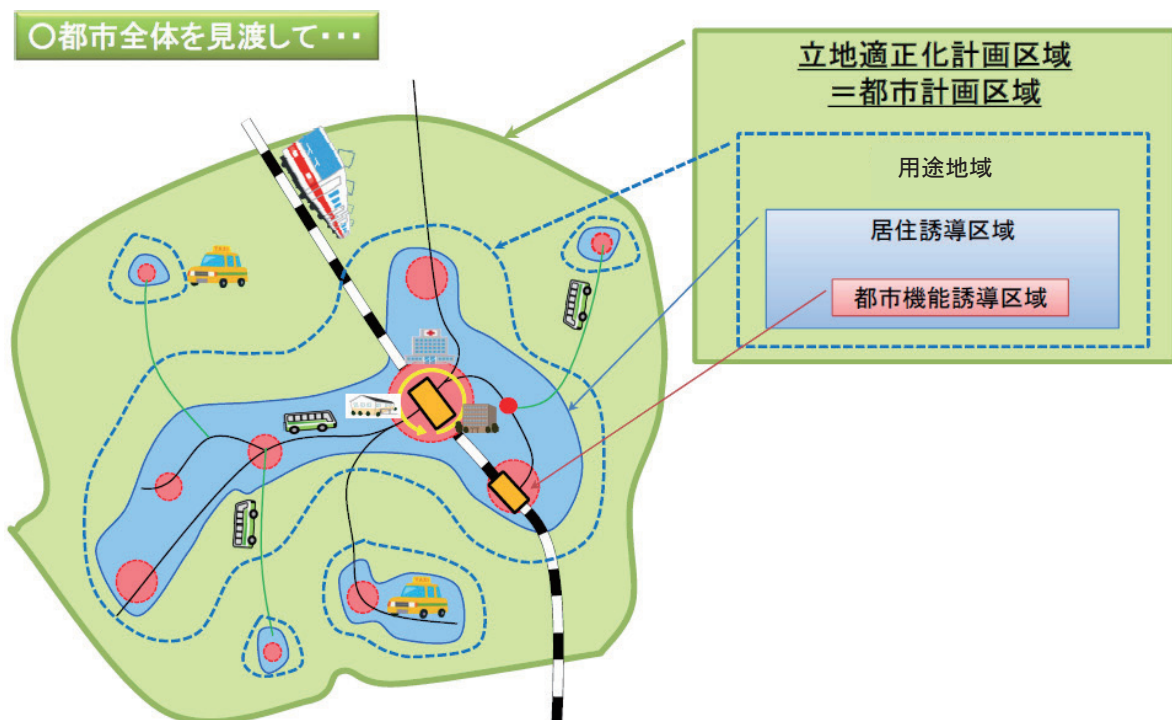 ○都市全体を見渡して・・・
立地適正化計画区域
＝都市計画区域
用途地域
居住誘導区域
都市機能誘導区域
TAXI
TAXI